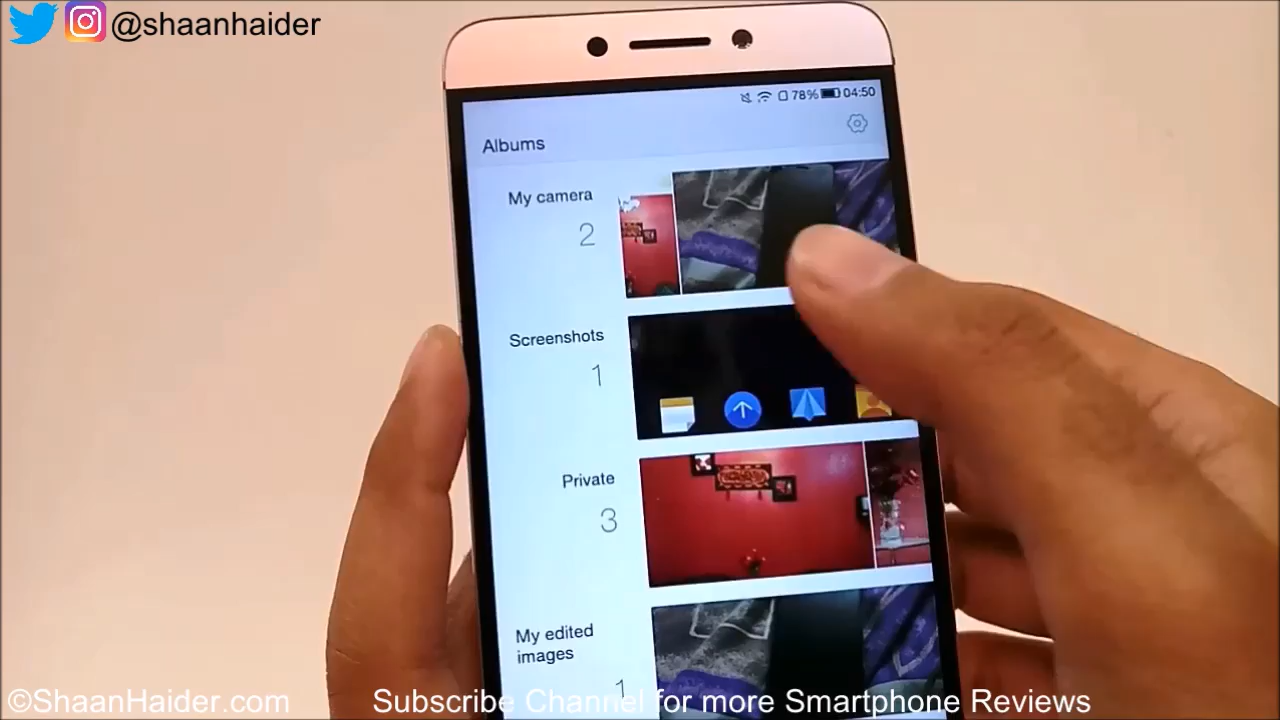 @shaanhaider
78% 04:50
Albums
My camera
2
Screenshots
1
Private
3
My edited
images
1
©ShaanHaider.com
Subscribe Channel for more Smartphone Reviews